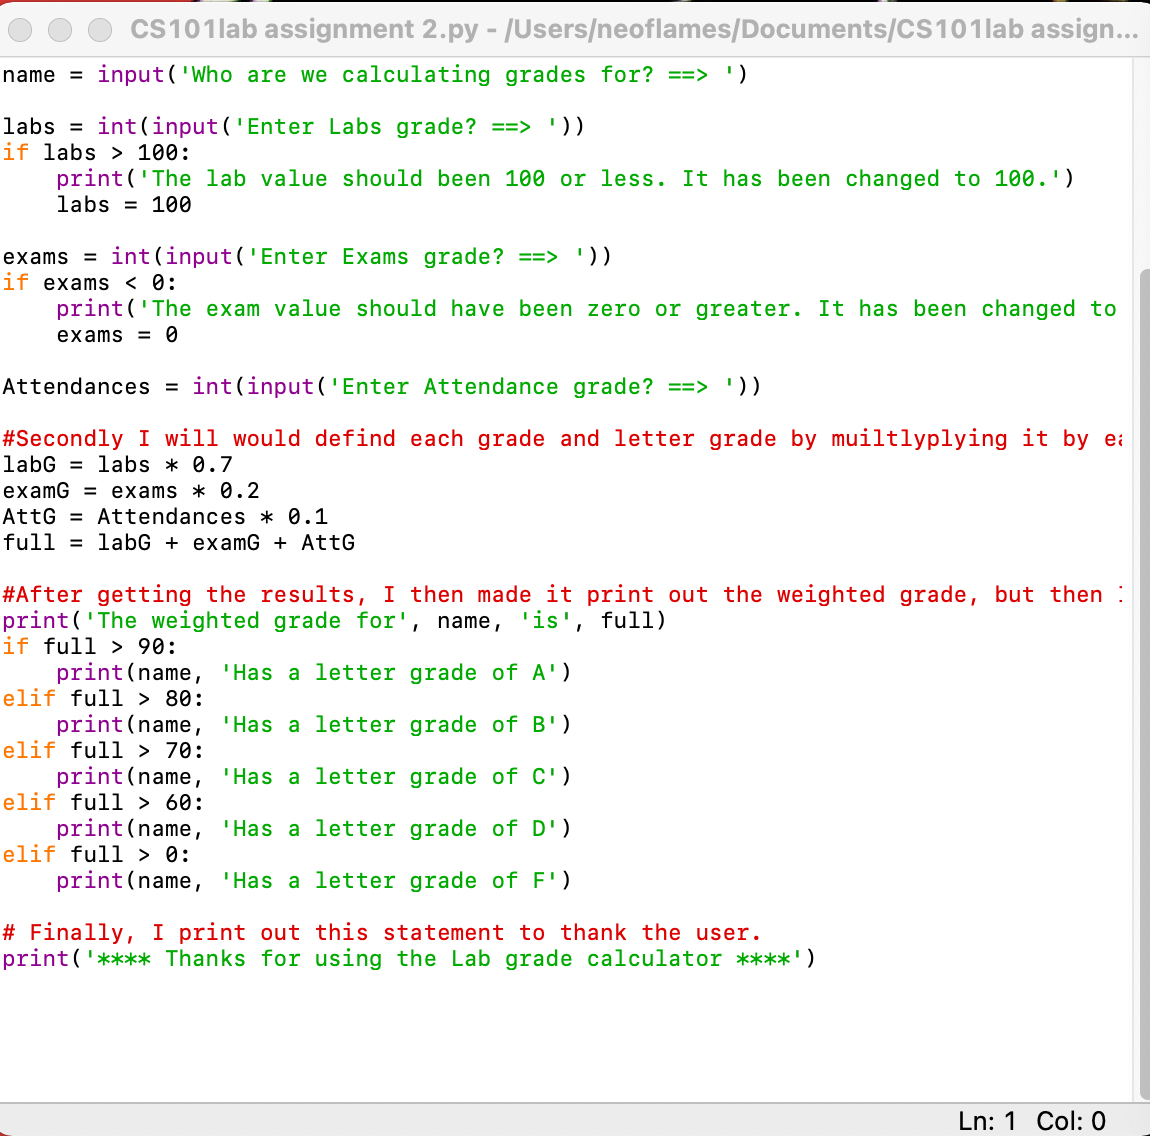 CS101lab assignment 2.py - /Users/neoflames/Documents/CS101lab assign...
name = input('Who are we calculating grades for? ==> ')
labs = int(input('Enter Labs grade? ==> '))
if labs > 100:
    print('The lab value should been 100 or less. It has been changed to 100.')
    labs = 100
exams = int(input('Enter Exams grade? ==> '))
if exams < 0:
    print('The exam value should have been zero or greater. It has been changed to
    exams = 0
Attendances = int(input('Enter Attendance grade? ==> '))
#Secondly I will would defind each grade and letter grade by muiltlyplying it by
labG = labs * 0.7
examG = exams * 0.2
AttG = Attendances * 0.1
full = labG + examG + AttG
#After getting the results, I then made it print out the weighted grade, but then
print('The weighted grade for', name, 'is', full)
if full > 90:
    print(name, 'Has a letter grade of A')
elif full > 80:
    print(name, 'Has a letter grade of B')
elif full > 70:
    print(name, 'Has a letter grade of C')
elif full > 60:
    print(name, 'Has a letter grade of D')
elif full > 0:
    print(name, 'Has a letter grade of F')
# Finally, I print out this statement to thank the user.
print('**** Thanks for using the Lab grade calculator ****')
Ln: 1 Col: 0